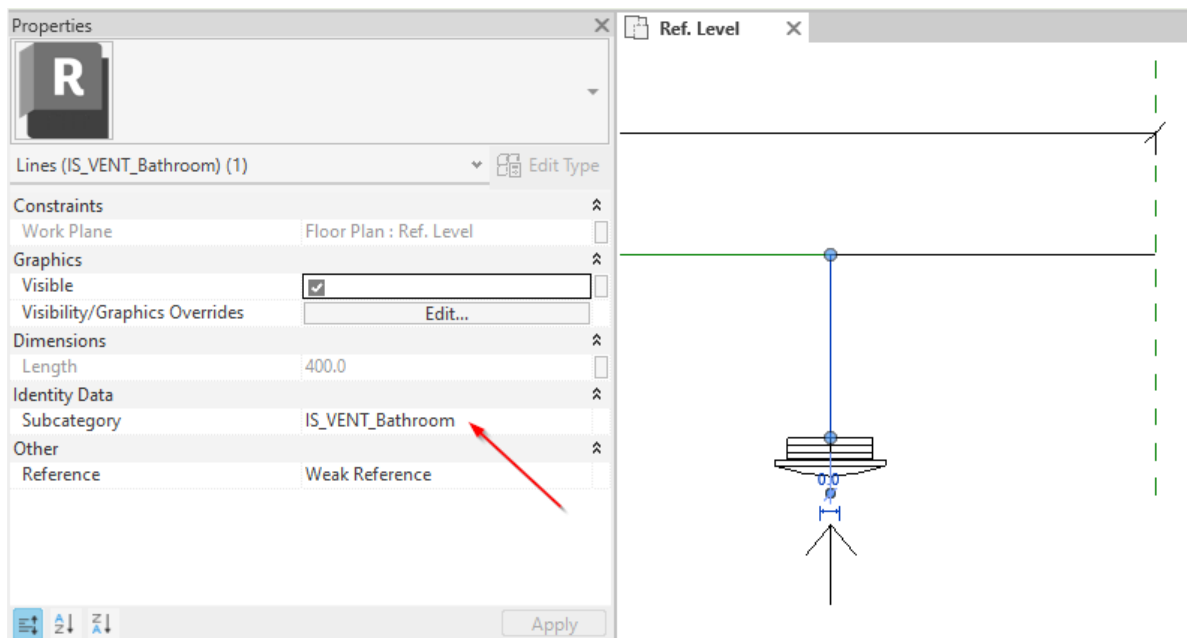 Properties
R
Lines (IS_VENT_Bathroom) (1)
Edit Type
Constraints
Work Plane Floor Plan : Ref. Level
Graphics
Visible
Visibility/Graphics Overrides Edit...
Dimensions
Length 400.0
Identity Data
Subcategory IS_VENT_Bathroom
Other
Reference Weak Reference
Apply
Ref. Level
0.0